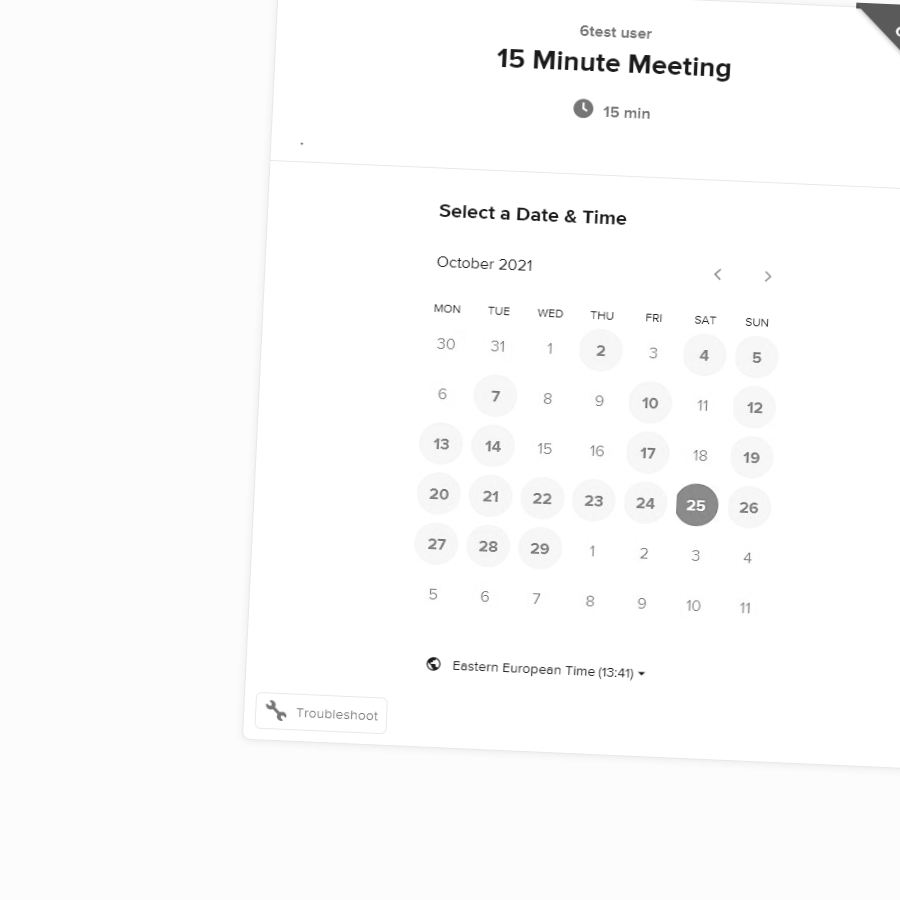 6test user
15 Minute Meeting
15 min
Select a Date & Time
October 2021
MON TUE WED THU FRI SAT SUN
30 31 1 2 3 4 5
6 7 8 9 10 11 12
13 14 15 16 17 18 19
20 21 22 23 24 25 26
27 28 29 1 2 3 4
5 6 7 8 9 10 11
Eastern European Time (13:41)
Troubleshoot